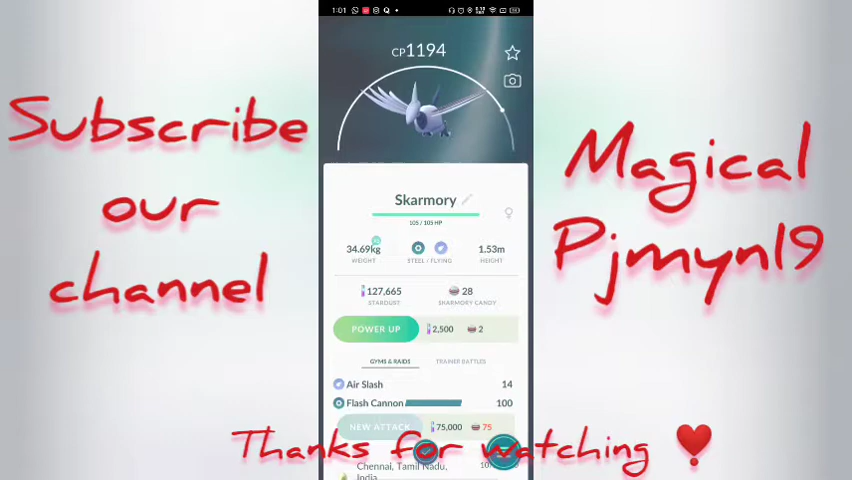 1:01
CP1194
Subscribe
our
channel
Magical
Pjmyn19
Skarmory
105 / 105 HP
34.69kg
WEIGHT
STEEL / FLYING
1.53m
HEIGHT
127,665
STARDUST
28
SKARMORY CANDY
POWER UP
2,500
2
GYMS & RAIDS
TRAINER BATTLES
Air Slash 14
Flash Cannon 100
NEW ATTACK
75,000
75
Thanks for watching
Chennai, Tamil Nadu,
India